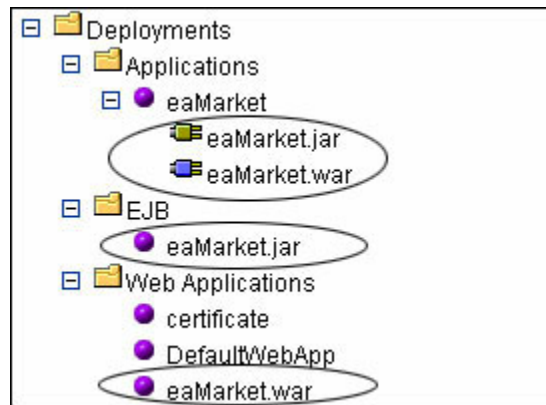 Deployments
Applications
eaMarket
eaMarket.jar
eaMarket.war
EJB
eaMarket.jar
Web Applications
certificate
DefaultWebApp
eaMarket.war